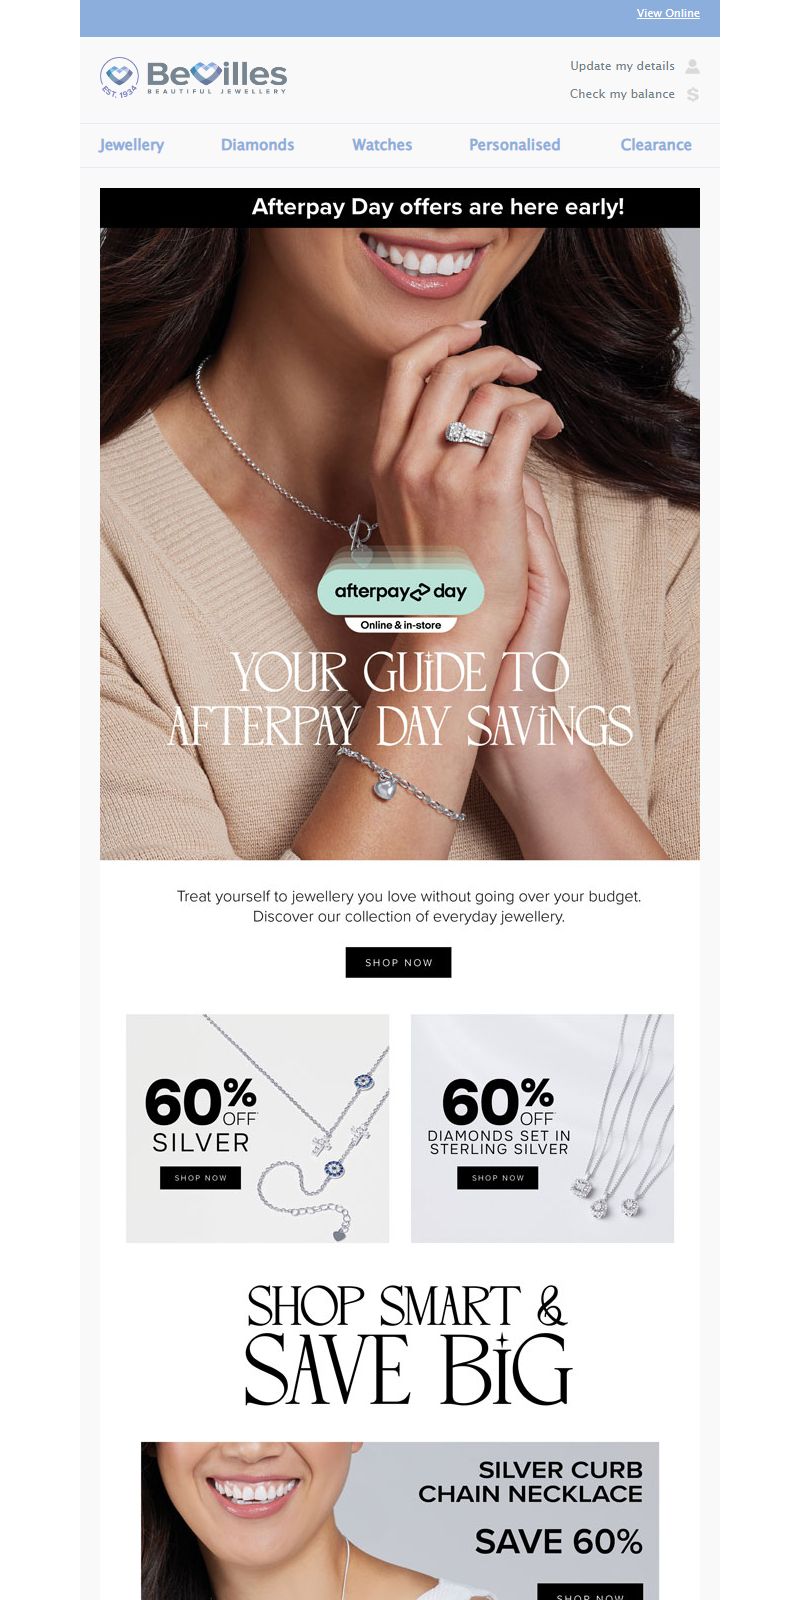 View Online
EST. 1934
Bevilles
BEAUTIFUL JEWELLERY
Update my details
Check my balance
$
Jewellery
Diamonds
Watches
Personalised
Clearance
Afterpay Day offers are here early!
afterpay day
Online & in-store
YOUR GUiDE TO
AFTERPAY DAY SAViNGS
Treat yourself to jewellery you love without going over your budget.
Discover our collection of everyday jewellery.
SHOP NOW
60%
OFF*
SILVER
SHOP NOW
60%
OFF*
DIAMONDS SET IN
STERLING SILVER
SHOP NOW
SHOP SMART &
SAVE BiG
SILVER CURB
CHAIN NECKLACE
SAVE 60%
SHOP NOW